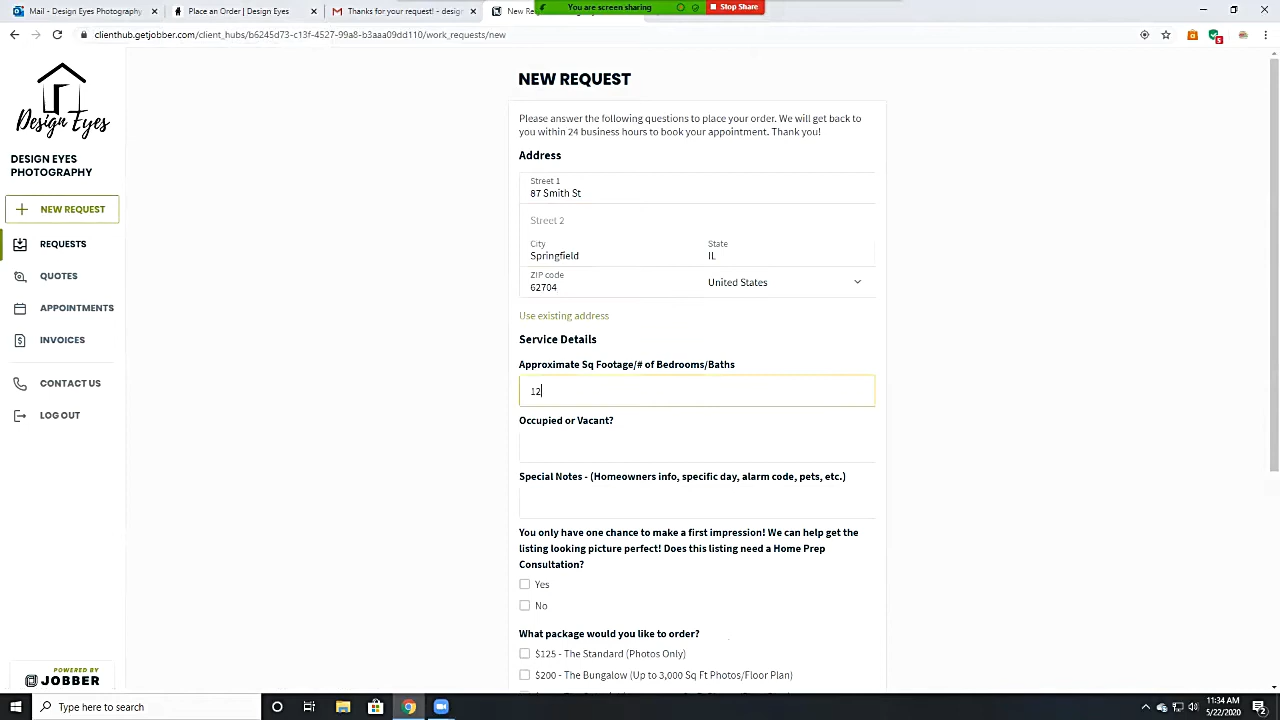 Mail - Design Eyes Photography
Place an Order | Design Eyes
Thanks for your request! - design
New Re
You are screen sharing
Stop Share
clienthub.getjobber.com/client_hubs/b6245d73-c13f-4527-99a8-b3aaa09dd110/work_requests/new
5
Design Eyes
DESIGN EYES
PHOTOGRAPHY
NEW REQUEST
REQUESTS
QUOTES
APPOINTMENTS
INVOICES
CONTACT US
LOG OUT
POWERED BY
JOBBER
NEW REQUEST
Please answer the following questions to place your order. We will get back to
you within 24 business hours to book your appointment. Thank you!
Address
Street 1
87 Smith St
Street 2
City
State
Springfield
IL
ZIP code
62704
United States
Use existing address
Service Details
Approximate Sq Footage/# of Bedrooms/Baths
12
Occupied or Vacant?
Special Notes - (Homeowners info, specific day, alarm code, pets, etc.)
You only have one chance to make a first impression! We can help get the
listing looking picture perfect! Does this listing need a Home Prep
Consultation?
Yes
No
What package would you like to order?
$125 - The Standard (Photos Only)
$200 - The Bungalow (Up to 3,000 Sq Ft Photos/Floor Plan)
Type here to search
11:34 AM
5/22/2020
2